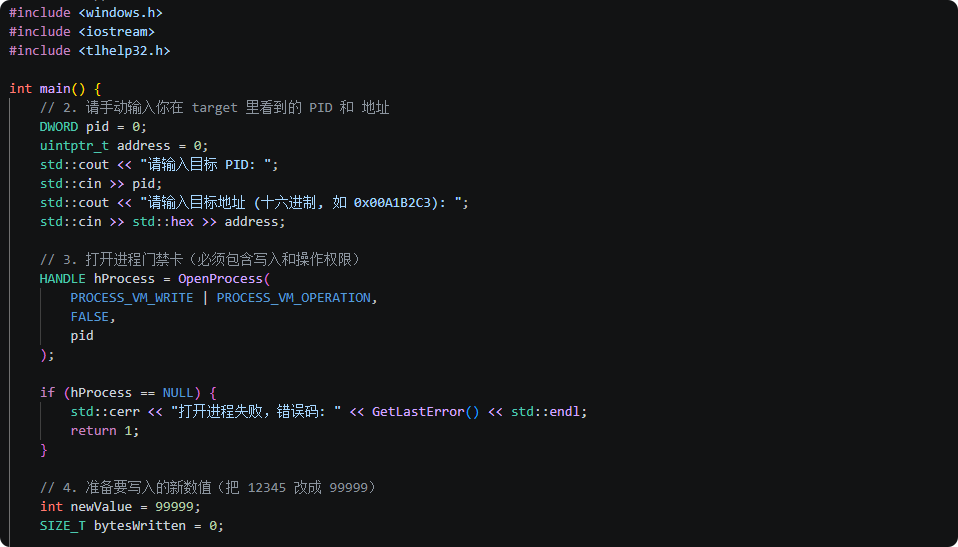 #include <windows.h>
#include <iostream>
#include <tlhelp32.h>
int main() {
// 2. 请手动输入你在 target 里看到的 PID 和 地址
DWORD pid = 0;
uintptr_t address = 0;
std::cout << "请输入目标 PID: ";
std::cin >> pid;
std::cout << "请输入目标地址 (十六进制, 如 0x00A1B2C3): ";
std::cin >> std::hex >> address;
// 3. 打开进程门禁卡（必须包含写入和操作权限）
HANDLE hProcess = OpenProcess(
PROCESS_VM_WRITE | PROCESS_VM_OPERATION,
FALSE,
pid
);
if (hProcess == NULL) {
std::cerr << "打开进程失败，错误码: " << GetLastError() << std::endl;
return 1;
}
// 4. 准备要写入的新数值（把 12345 改成 99999）
int newValue = 99999;
SIZE_T bytesWritten = 0;